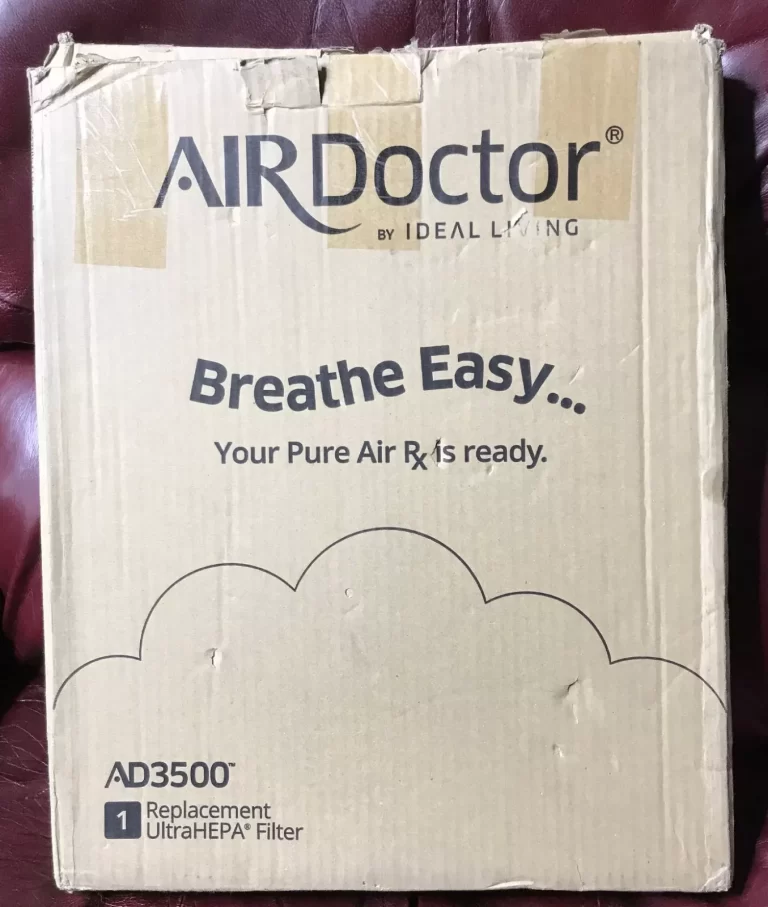 AIRDoctor®
BY IDEAL LIVING
Breathe Easy...
Your Pure Air Rx is ready.
AD3500™
1 Replacement
UltraHEPA® Filter